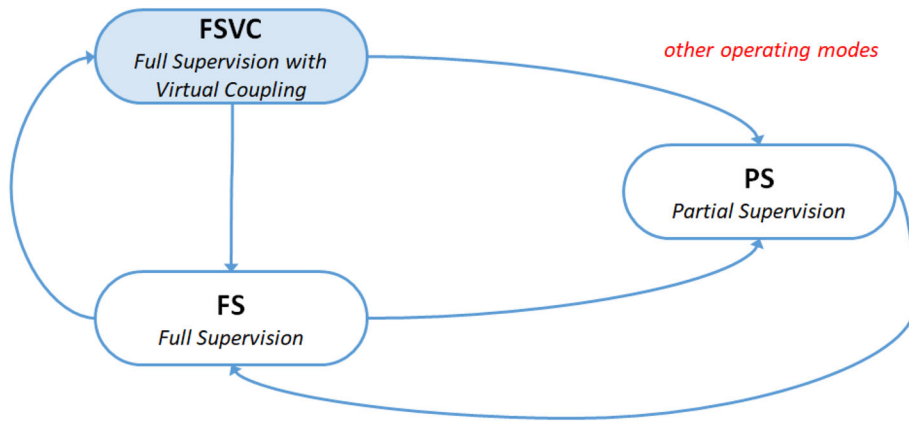 FSVC
Full Supervision with
Virtual Coupling
other operating modes
PS
Partial Supervision
FS
Full Supervision